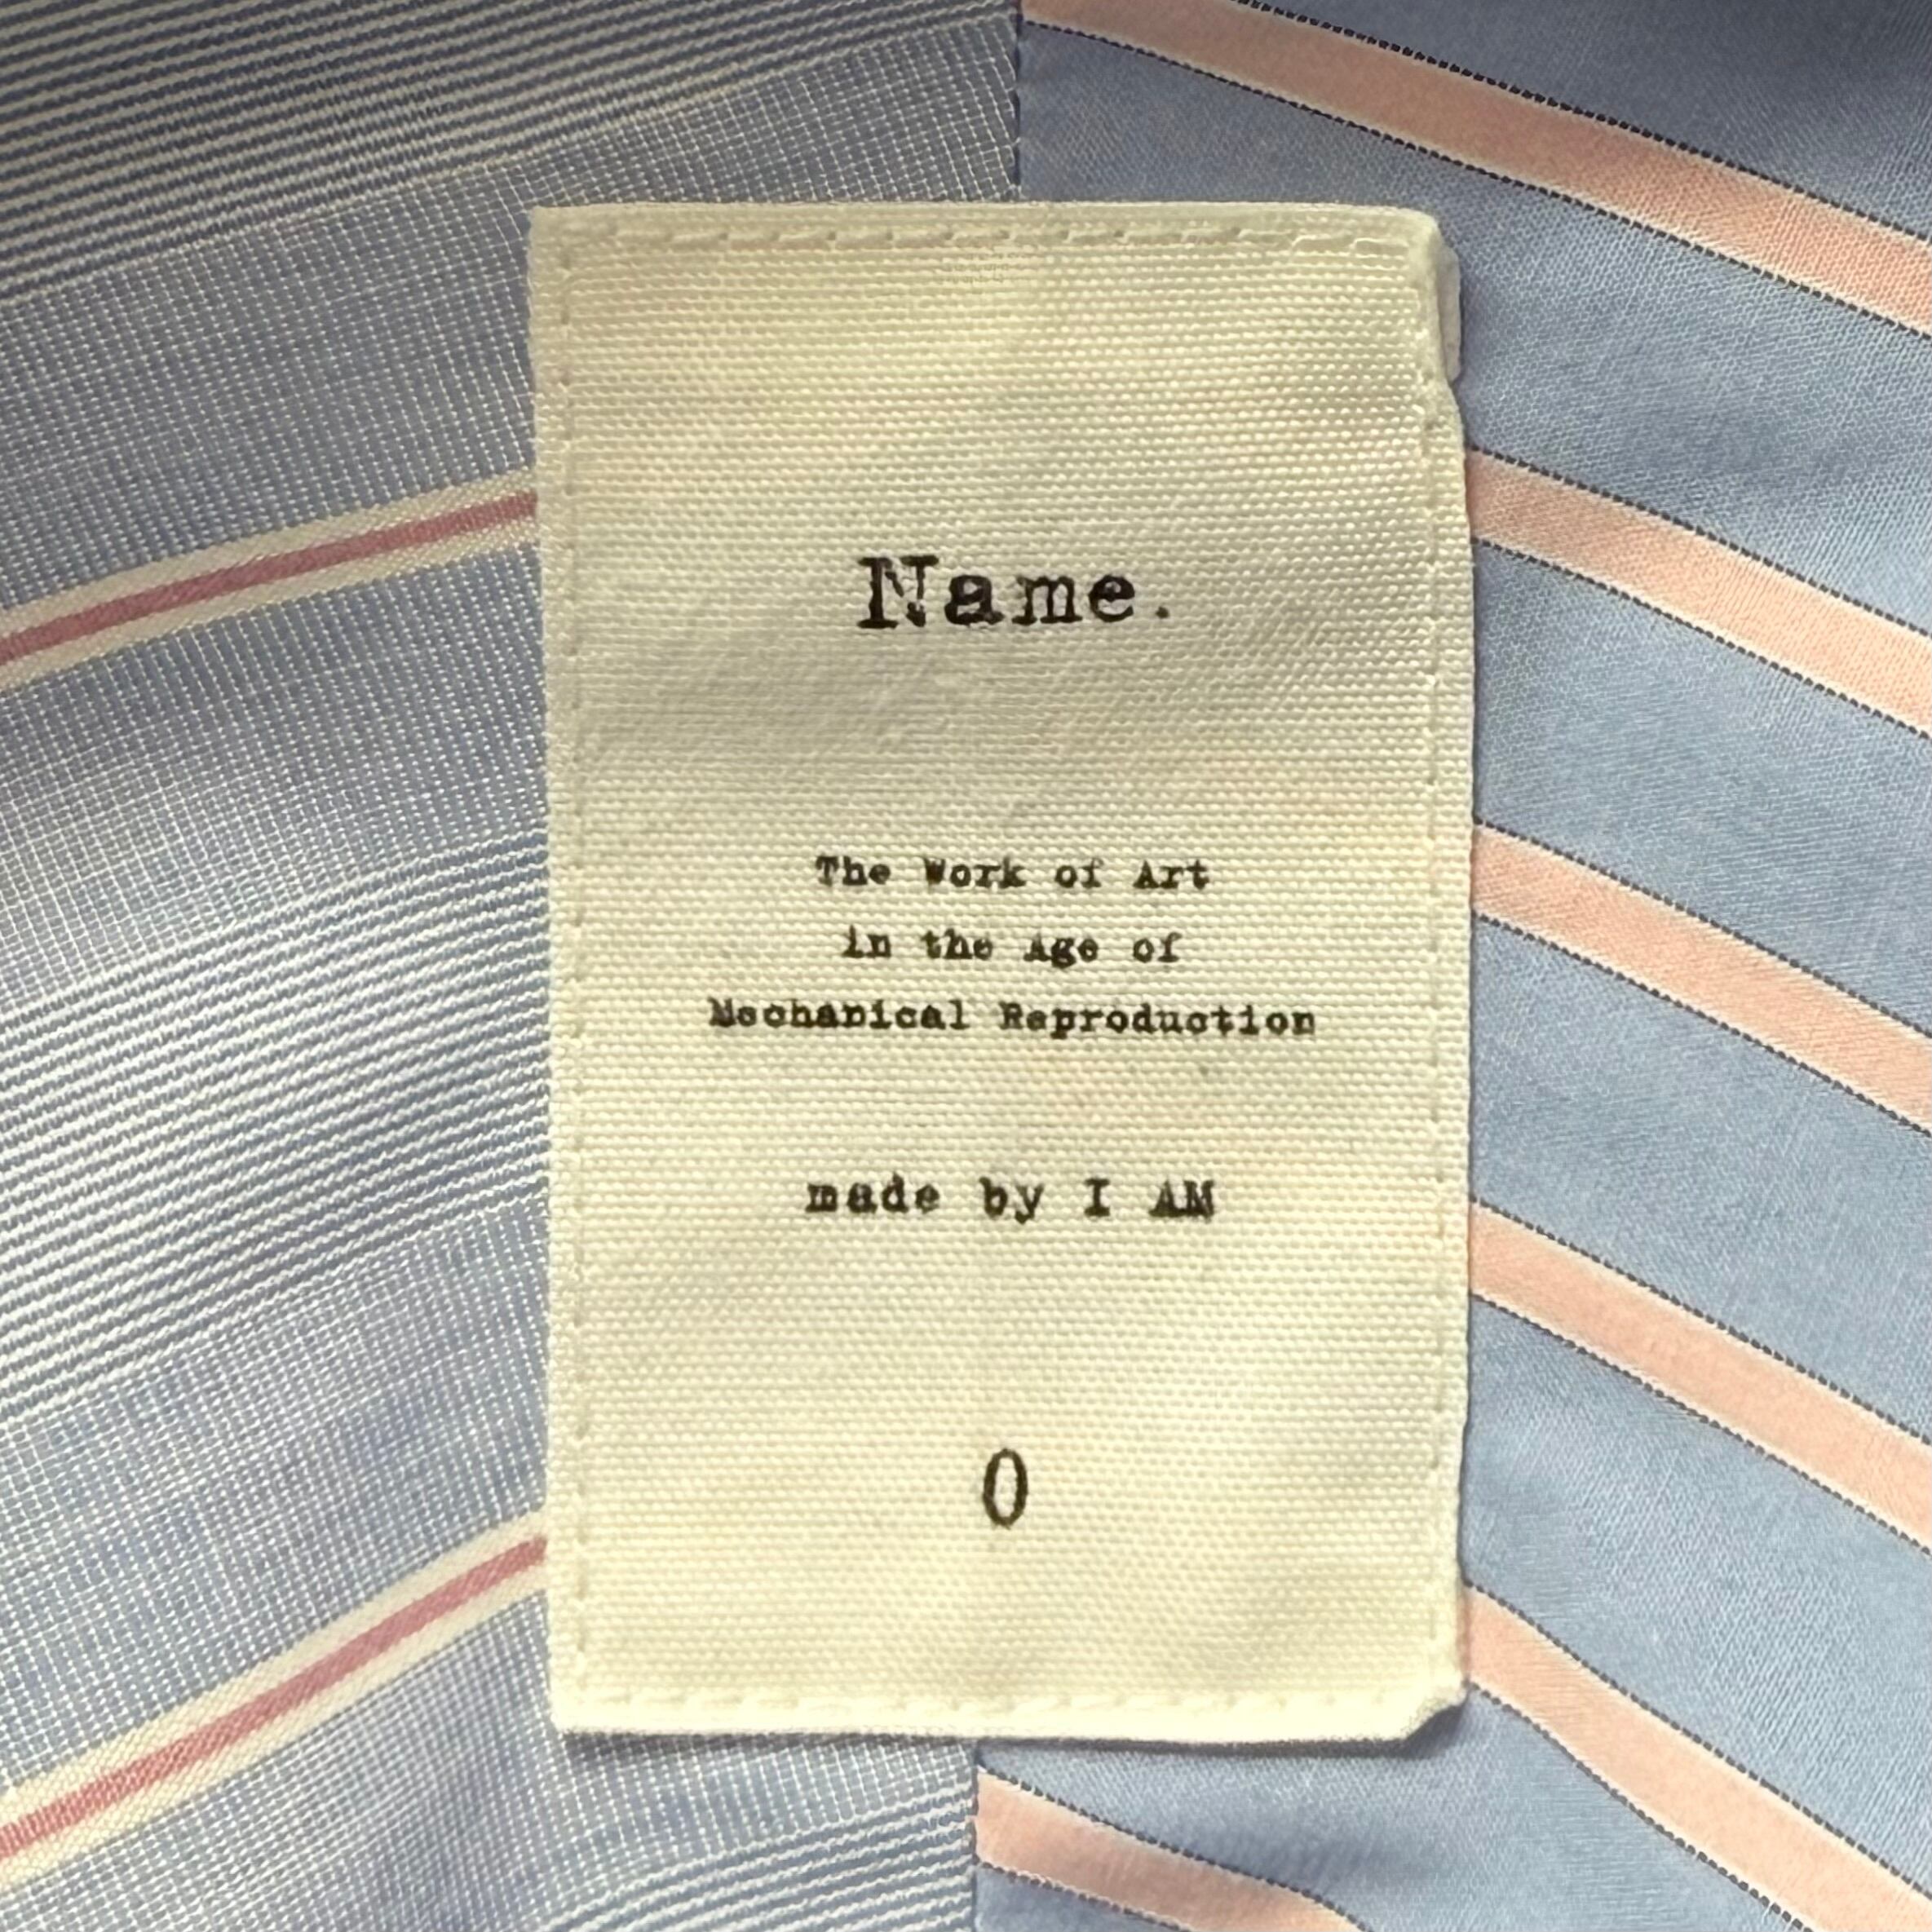 Name.
The Work of Art
in the Age of
Mechanical Reproduction
made by I AM
0